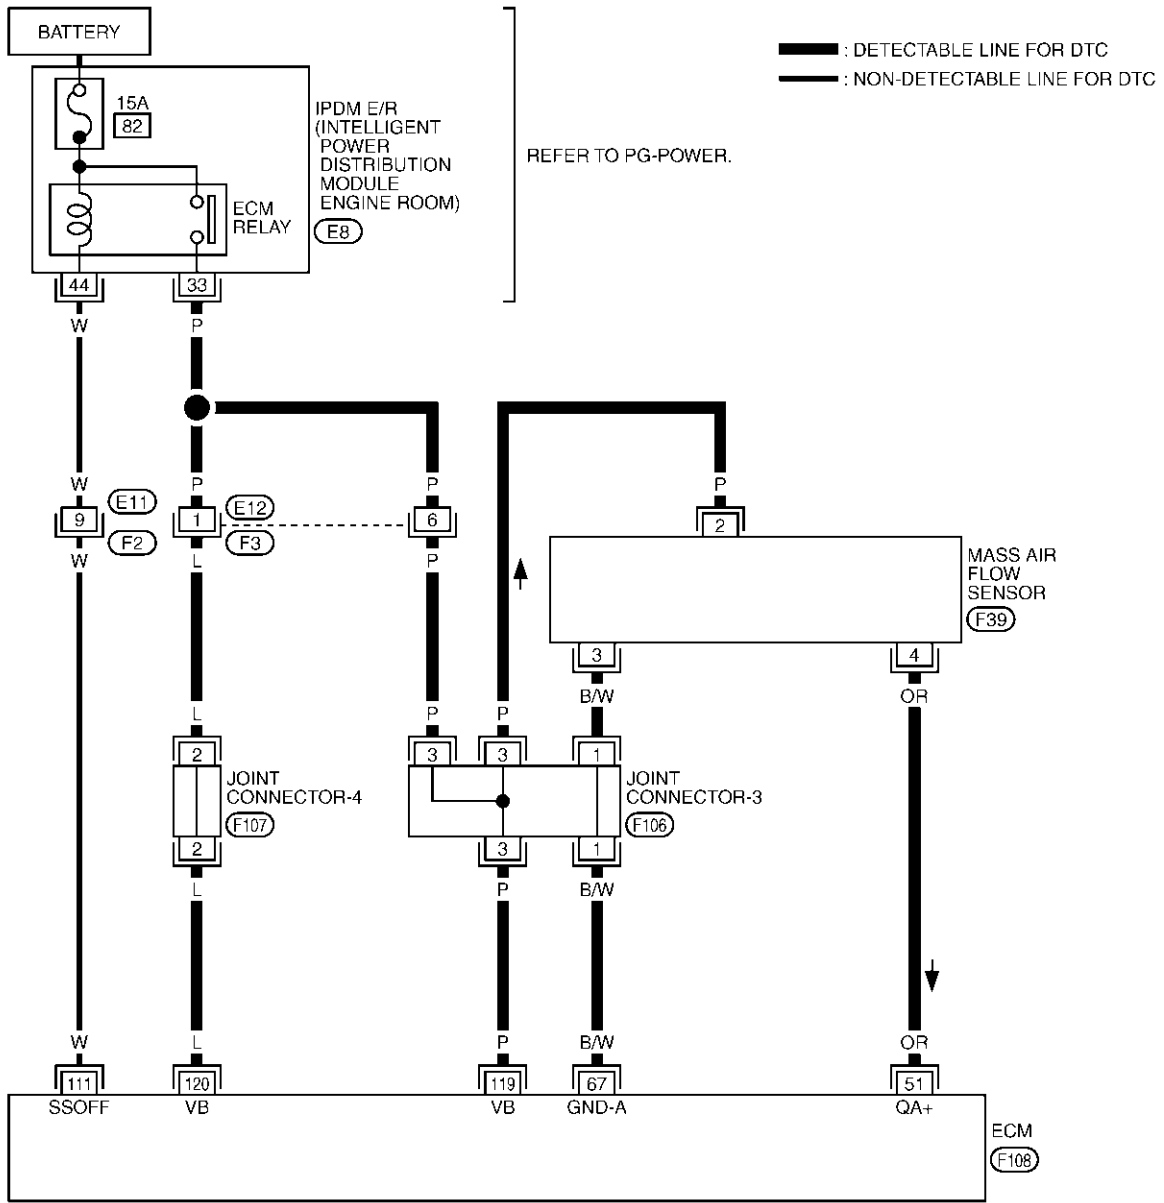 BATTERY
: DETECTABLE LINE FOR DTC
: NON-DETECTABLE LINE FOR DTC
15A
82
IPDM E/R
(INTELLIGENT
POWER
DISTRIBUTION
MODULE
ENGINE ROOM)
E8
REFER TO PG-POWER.
ECM
RELAY
44
33
W
P
W
P
P
P
9
E11
F2
1
E12
F3
6
2
W
L
P
MASS AIR
FLOW
SENSOR
F39
3
4
B/W
OR
L
P
P
2
3
3
1
JOINT
CONNECTOR-4
F107
JOINT
CONNECTOR-3
F106
2
3
1
L
P
B/W
W
L
P
B/W
OR
111
120
119
67
51
SSOFF
VB
VB
GND-A
QA+
ECM
F108